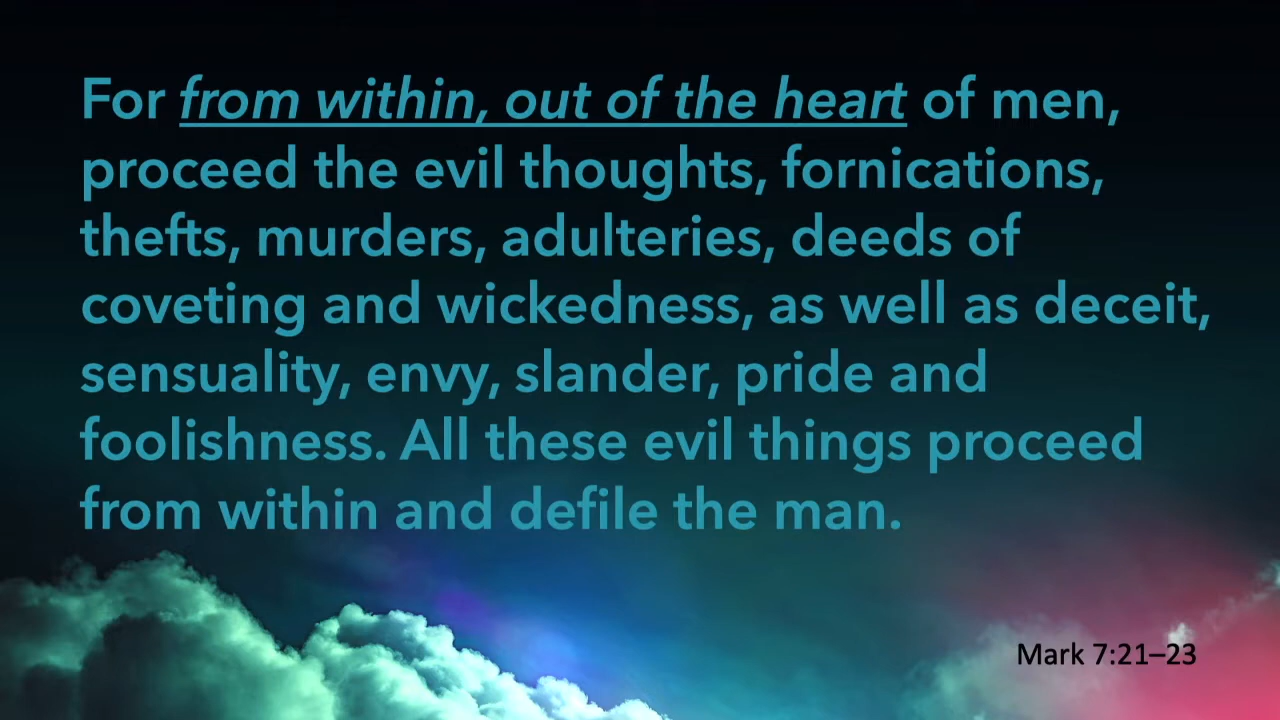 For from within, out of the heart of men,
proceed the evil thoughts, fornications,
thefts, murders, adulteries, deeds of
coveting and wickedness, as well as deceit,
sensuality, envy, slander, pride and
foolishness. All these evil things proceed
from within and defile the man.
Mark 7:21–23